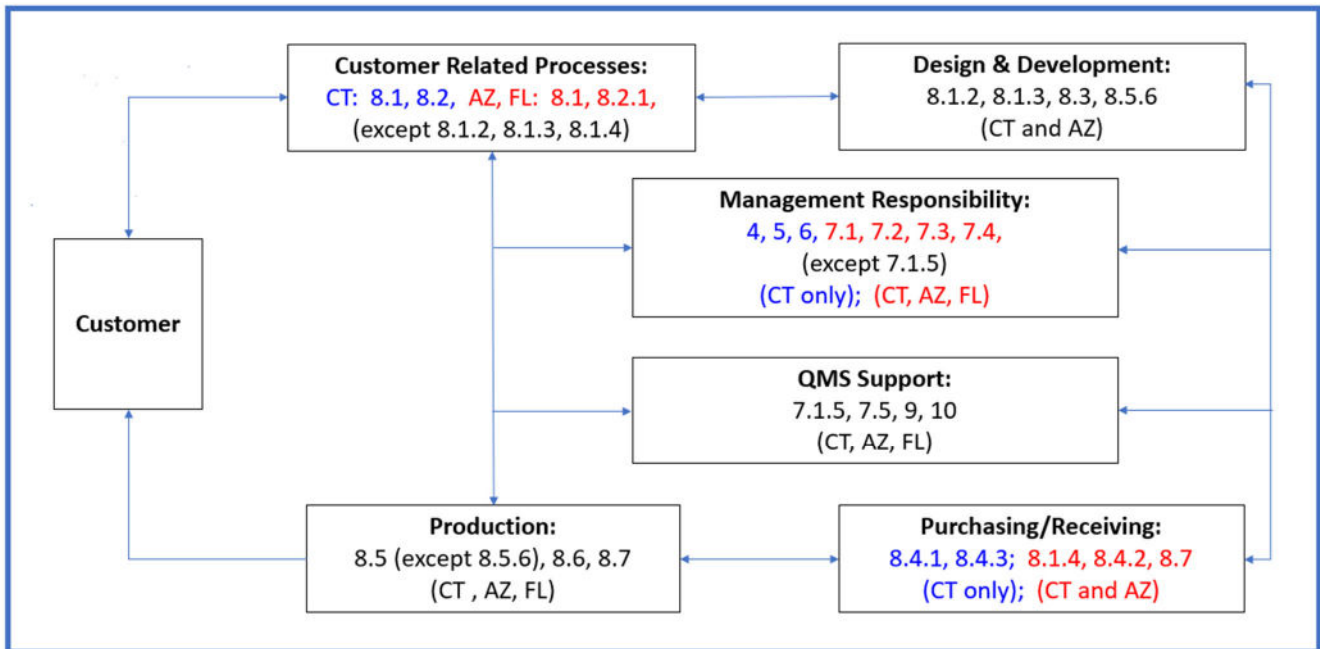 Customer Related Processes:
CT:  8.1, 8.2,  AZ, FL:  8.1, 8.2.1,
(except 8.1.2, 8.1.3, 8.1.4)
Design & Development:
8.1.2, 8.1.3, 8.3, 8.5.6
(CT and AZ)
Management Responsibility:
4, 5, 6, 7.1, 7.2, 7.3, 7.4,
(except 7.1.5)
(CT only);  (CT, AZ, FL)
Customer
QMS Support:
7.1.5, 7.5, 9, 10
(CT, AZ, FL)
Production:
8.5 (except 8.5.6), 8.6, 8.7
(CT , AZ, FL)
Purchasing/Receiving:
8.4.1, 8.4.3;  8.1.4, 8.4.2, 8.7
(CT only);  (CT and AZ)